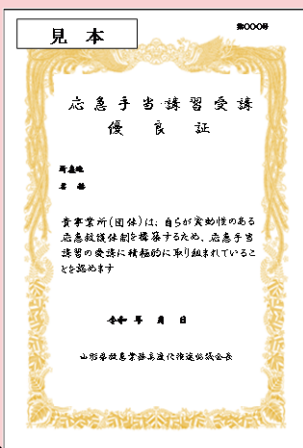 第〇〇〇号
見本
応急手当講習受講
優良証
所在地
名称
貴事業所(団体)は、自らが実動性のある
応急救護体制を構築するため、応急手当
講習の受講に積極的に取り組まれているこ
とを認めます
令和 年 月 日
山形県救急業務高度化推進協議会長